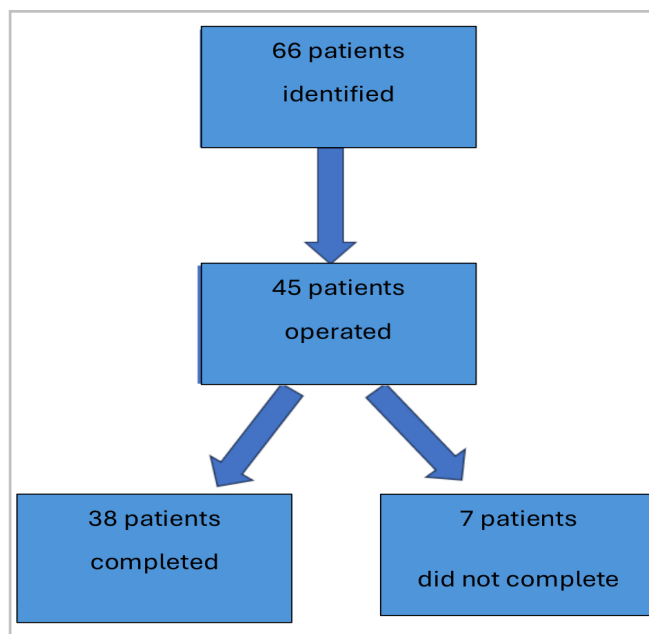 66 patients
identified
45 patients
operated
38 patients
completed
7 patients
did not complete